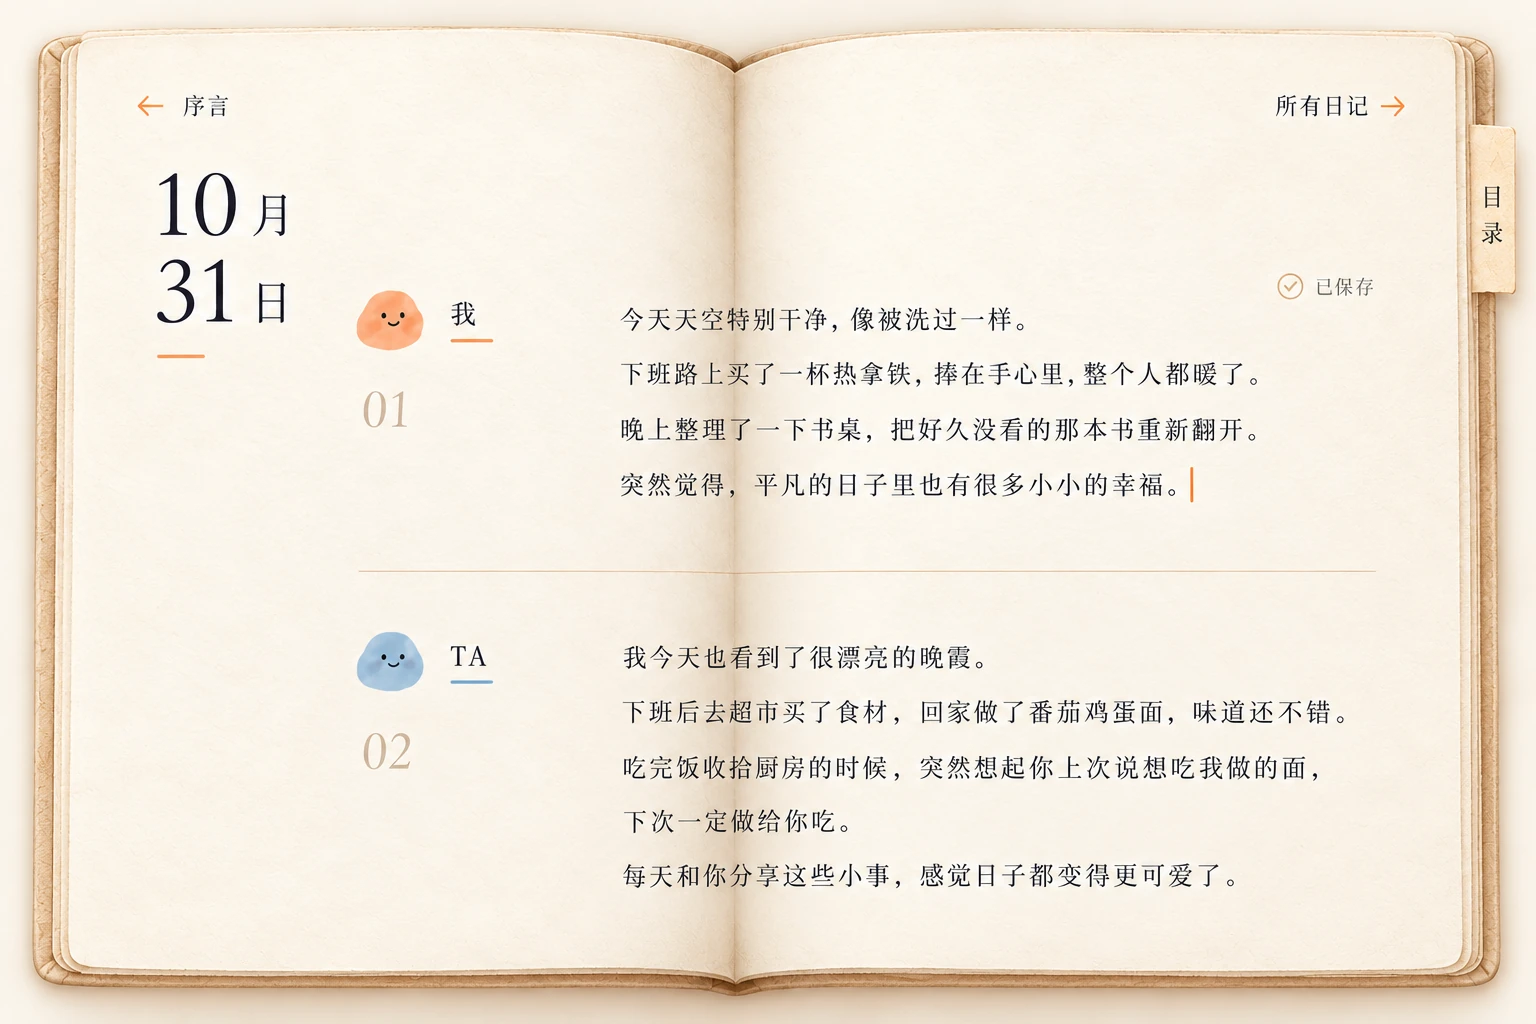 序言
所有日记
目录
10月
31日
已保存
我
01
今天天空特别干净，像被洗过一样。
下班路上买了一杯热拿铁，捧在手心里，整个人都暖了。
晚上整理了一下书桌，把好久没看的那本书重新翻开。
突然觉得，平凡的日子里也有很多小小的幸福。
TA
02
我今天也看到了很漂亮的晚霞。
下班后去超市买了食材，回家做了番茄鸡蛋面，味道还不错。
吃完饭收拾厨房的时候，突然想起你上次说想吃我做的面，
下次一定做给你吃。
每天和你分享这些小事，感觉日子都变得更可爱了。